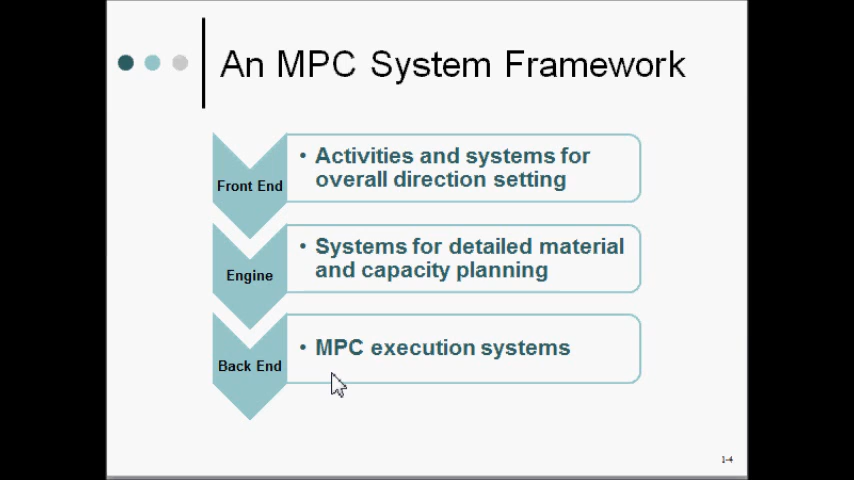 An MPC System Framework
Front End
• Activities and systems for
overall direction setting
Engine
• Systems for detailed material
and capacity planning
Back End
• MPC execution systems
1-4